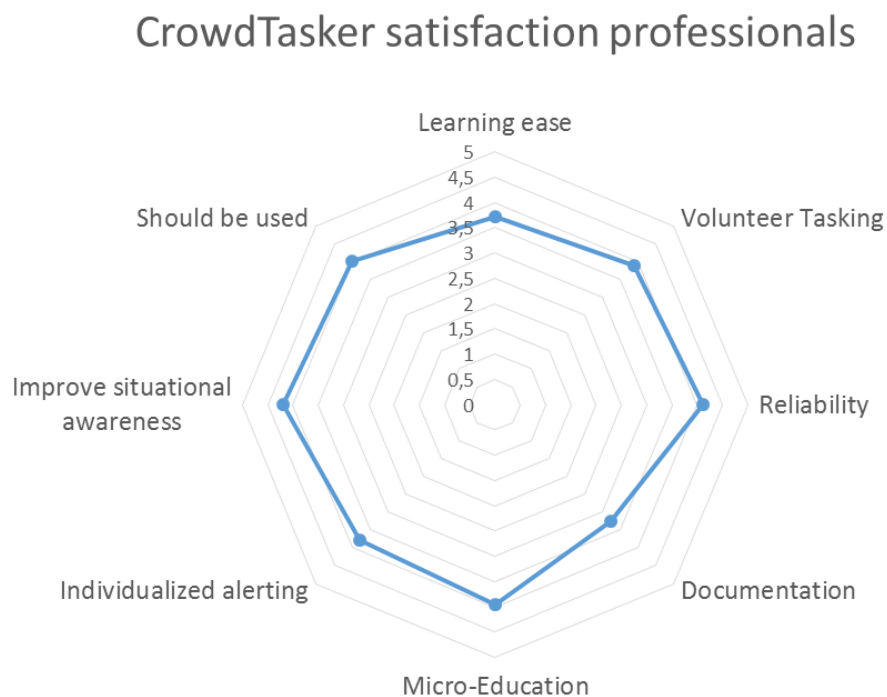 CrowdTasker satisfaction professionals
Learning ease
5
4,5
4
3,5
3
2,5
2
1,5
1
0,5
0
Should be used
Volunteer Tasking
Improve situational
awareness
Reliability
Individualized alerting
Documentation
Micro-Education